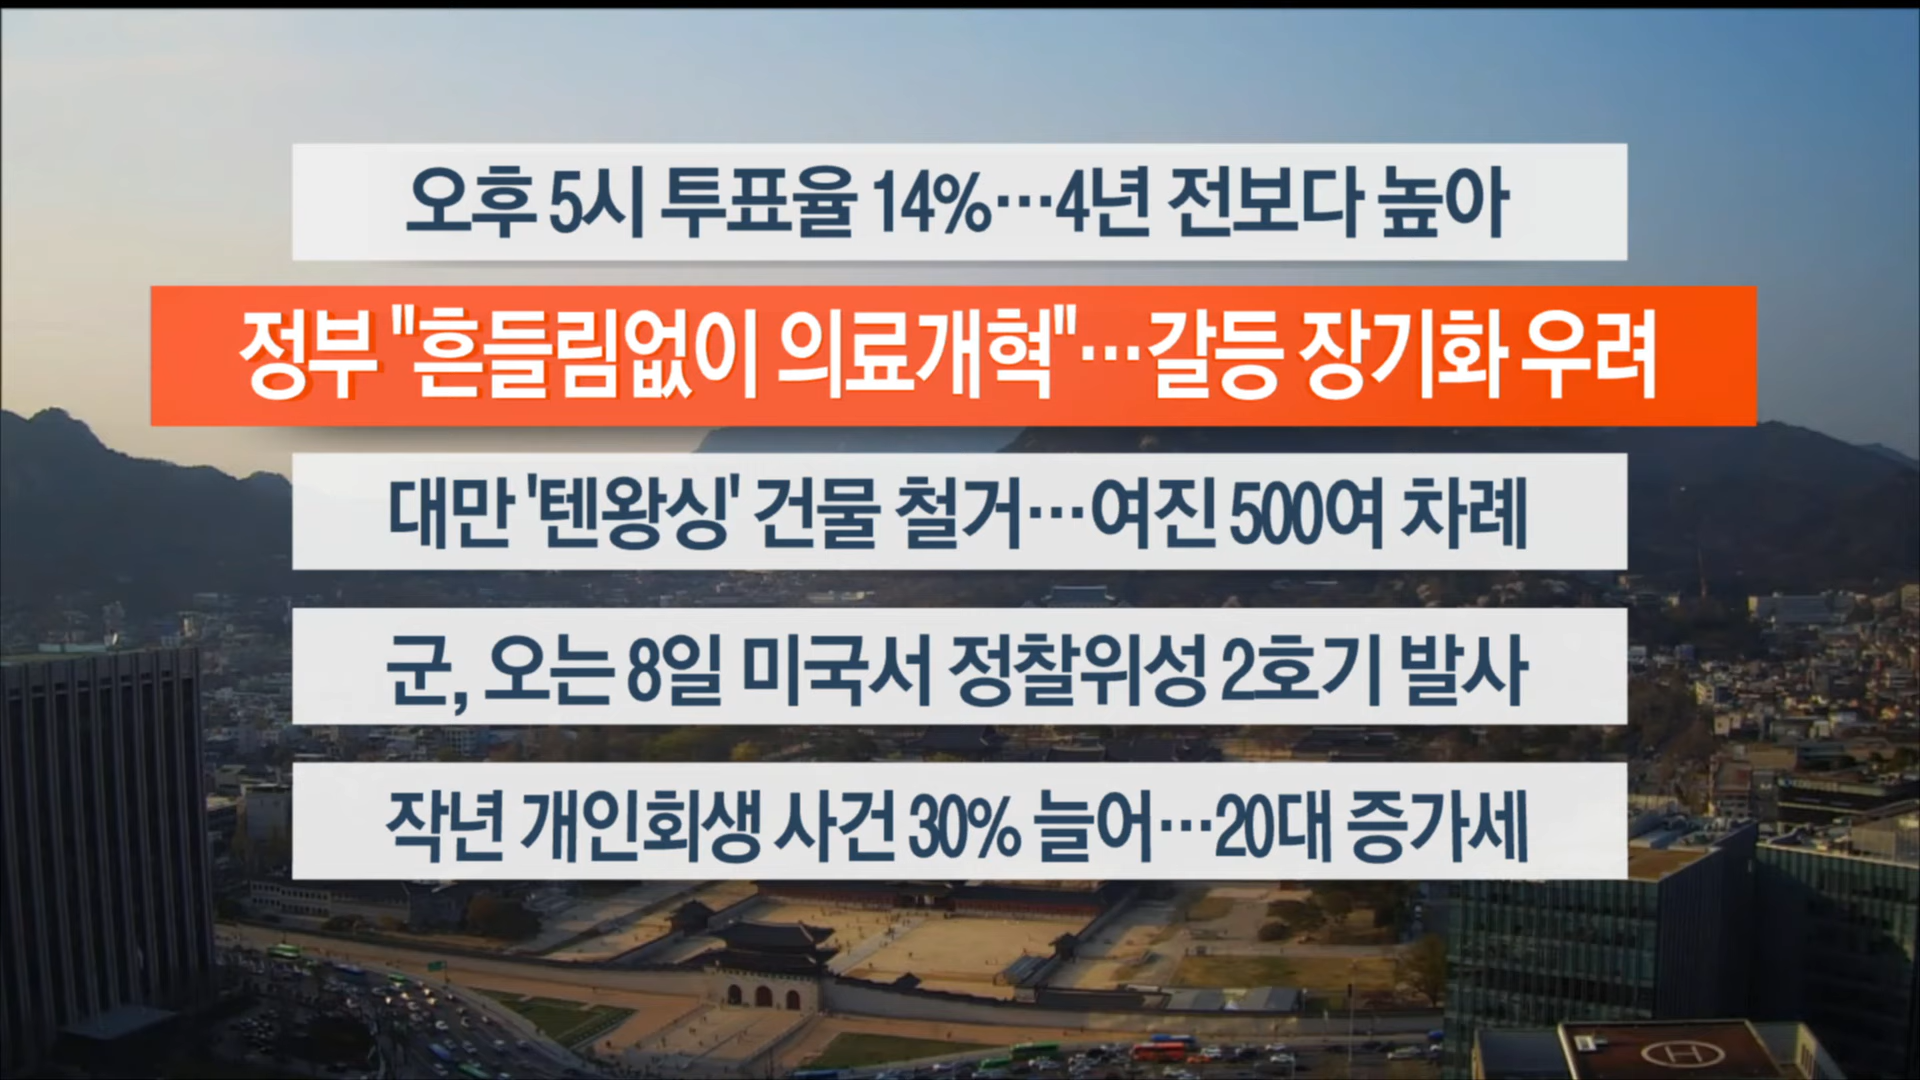 오후 5시 투표율 14%…4년 전보다 높아
정부 "흔들림없이 의료개혁"…갈등 장기화 우려
대만 '텐왕싱' 건물 철거…여진 500여 차례
군, 오는 8일 미국서 정찰위성 2호기 발사
작년 개인회생 사건 30% 늘어…20대 증가세
H